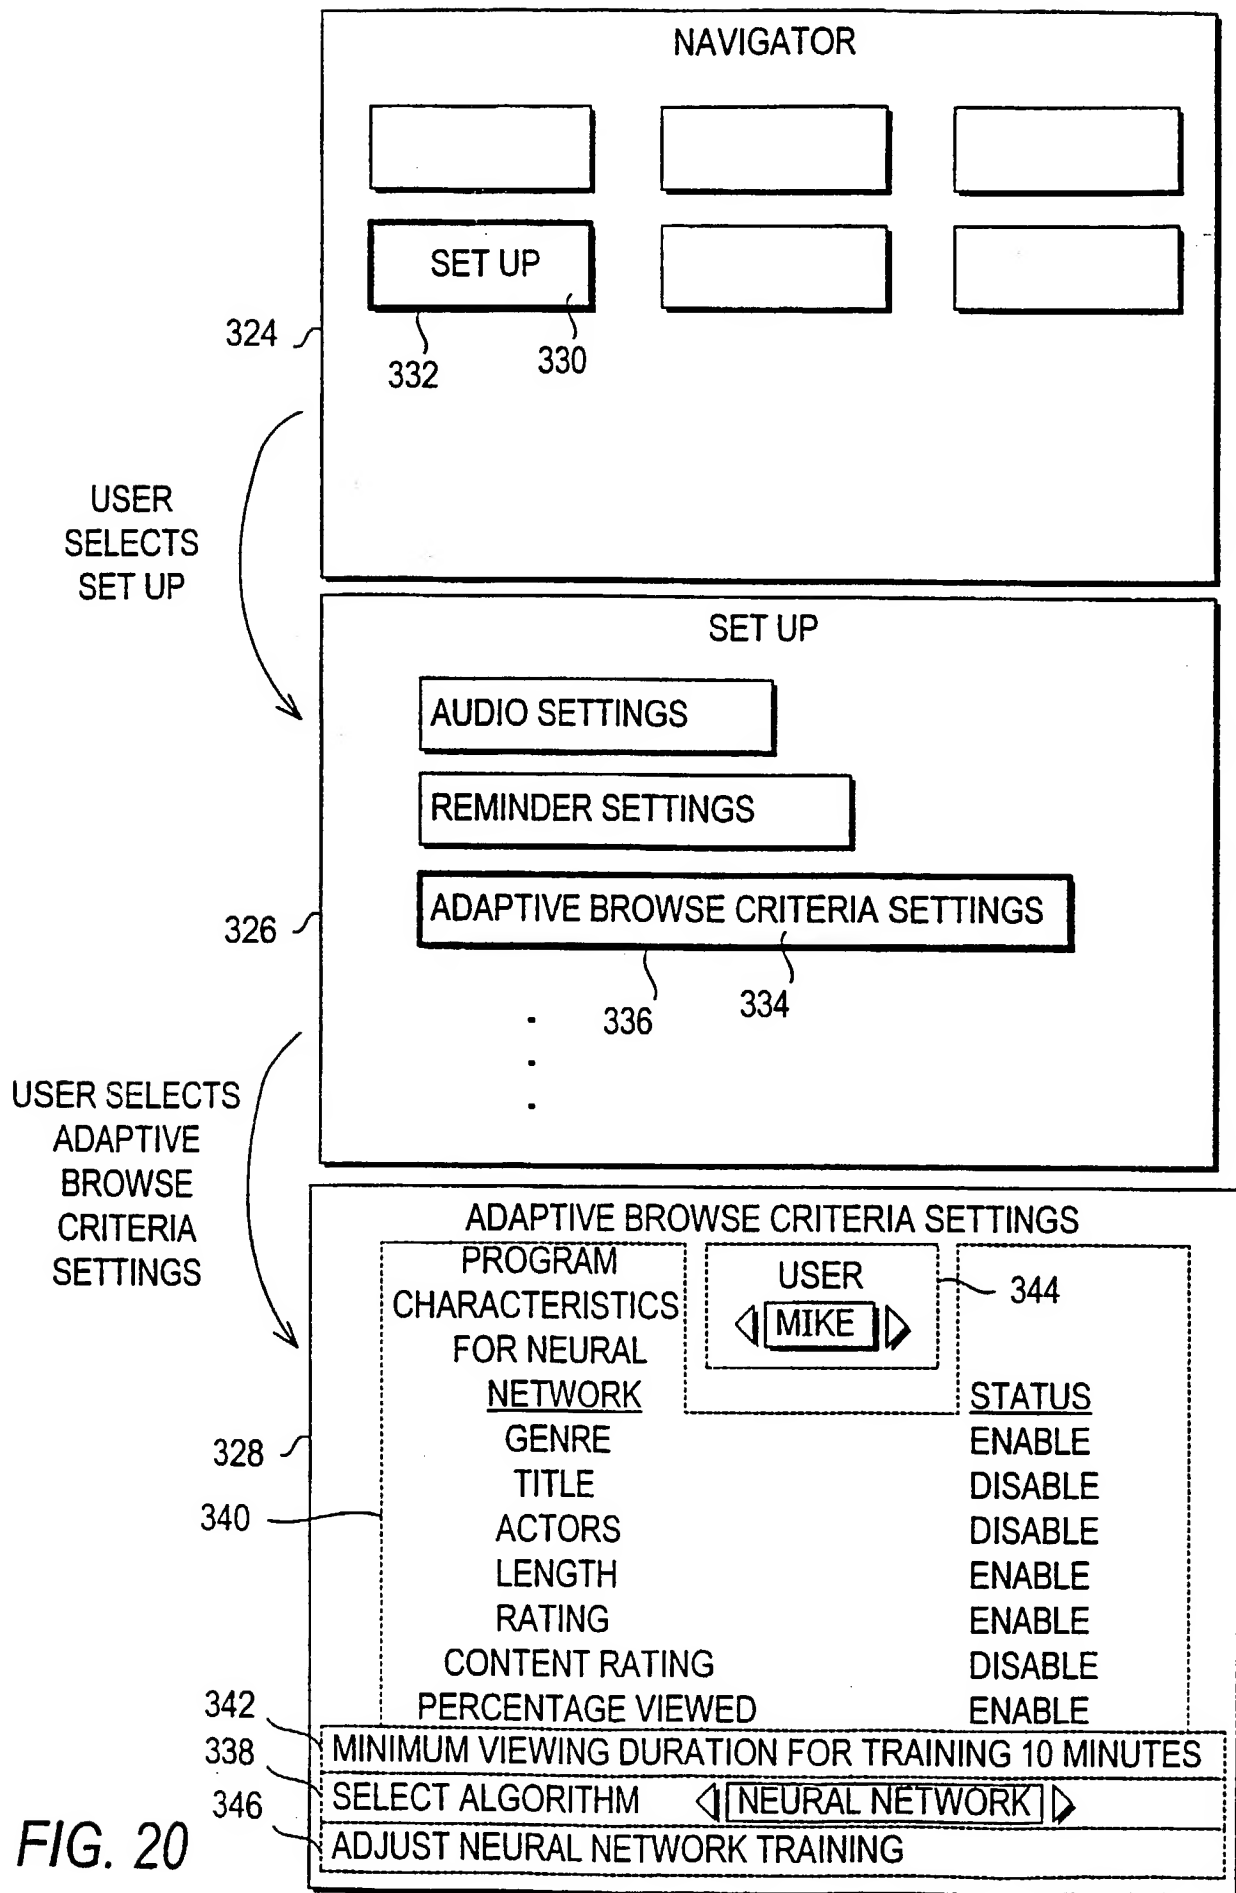 NAVIGATOR
SET UP
324
332
330
USER
SELECTS
SET UP
SET UP
AUDIO SETTINGS
REMINDER SETTINGS
ADAPTIVE BROWSE CRITERIA SETTINGS
326
336
334
USER SELECTS
ADAPTIVE
BROWSE
CRITERIA
SETTINGS
ADAPTIVE BROWSE CRITERIA SETTINGS
PROGRAM
CHARACTERISTICS
FOR NEURAL
NETWORK
USER
MIKE
344
STATUS
328
340
GENRE ENABLE
TITLE DISABLE
ACTORS DISABLE
LENGTH ENABLE
RATING ENABLE
CONTENT RATING DISABLE
PERCENTAGE VIEWED ENABLE
342
MINIMUM VIEWING DURATION FOR TRAINING 10 MINUTES
338
SELECT ALGORITHM NEURAL NETWORK
346
ADJUST NEURAL NETWORK TRAINING
FIG. 20